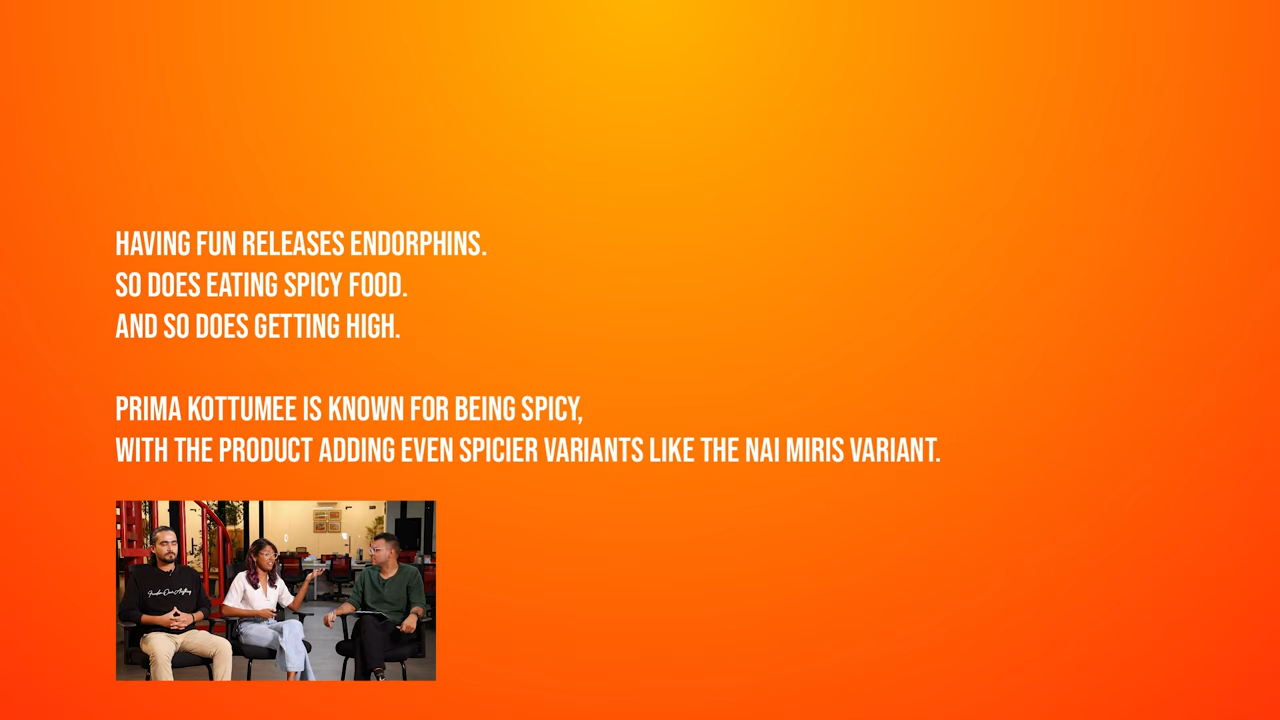 HAVING FUN RELEASES ENDORPHINS.
SO DOES EATING SPICY FOOD.
AND SO DOES GETTING HIGH.
PRIMA KOTTUMEE IS KNOWN FOR BEING SPICY,
WITH THE PRODUCT ADDING EVEN SPICIER VARIANTS LIKE THE NAI MIRIS VARIANT.